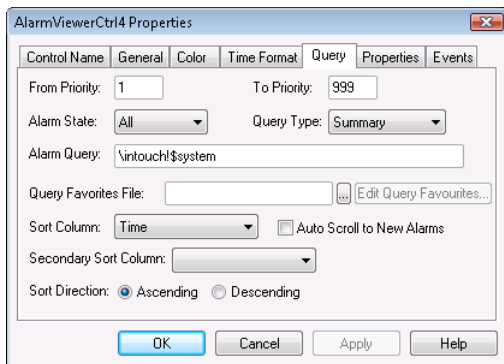 AlarmViewerCtrl4 Properties
Control Name General Color Time Format Query Properties Events
From Priority: 1 To Priority: 999
Alarm State: All Query Type: Summary
Alarm Query: \intouch!$system
Query Favorites File: ... Edit Query Favourites...
Sort Column: Time Auto Scroll to New Alarms
Secondary Sort Column:
Sort Direction: Ascending Descending
OK Cancel Apply Help